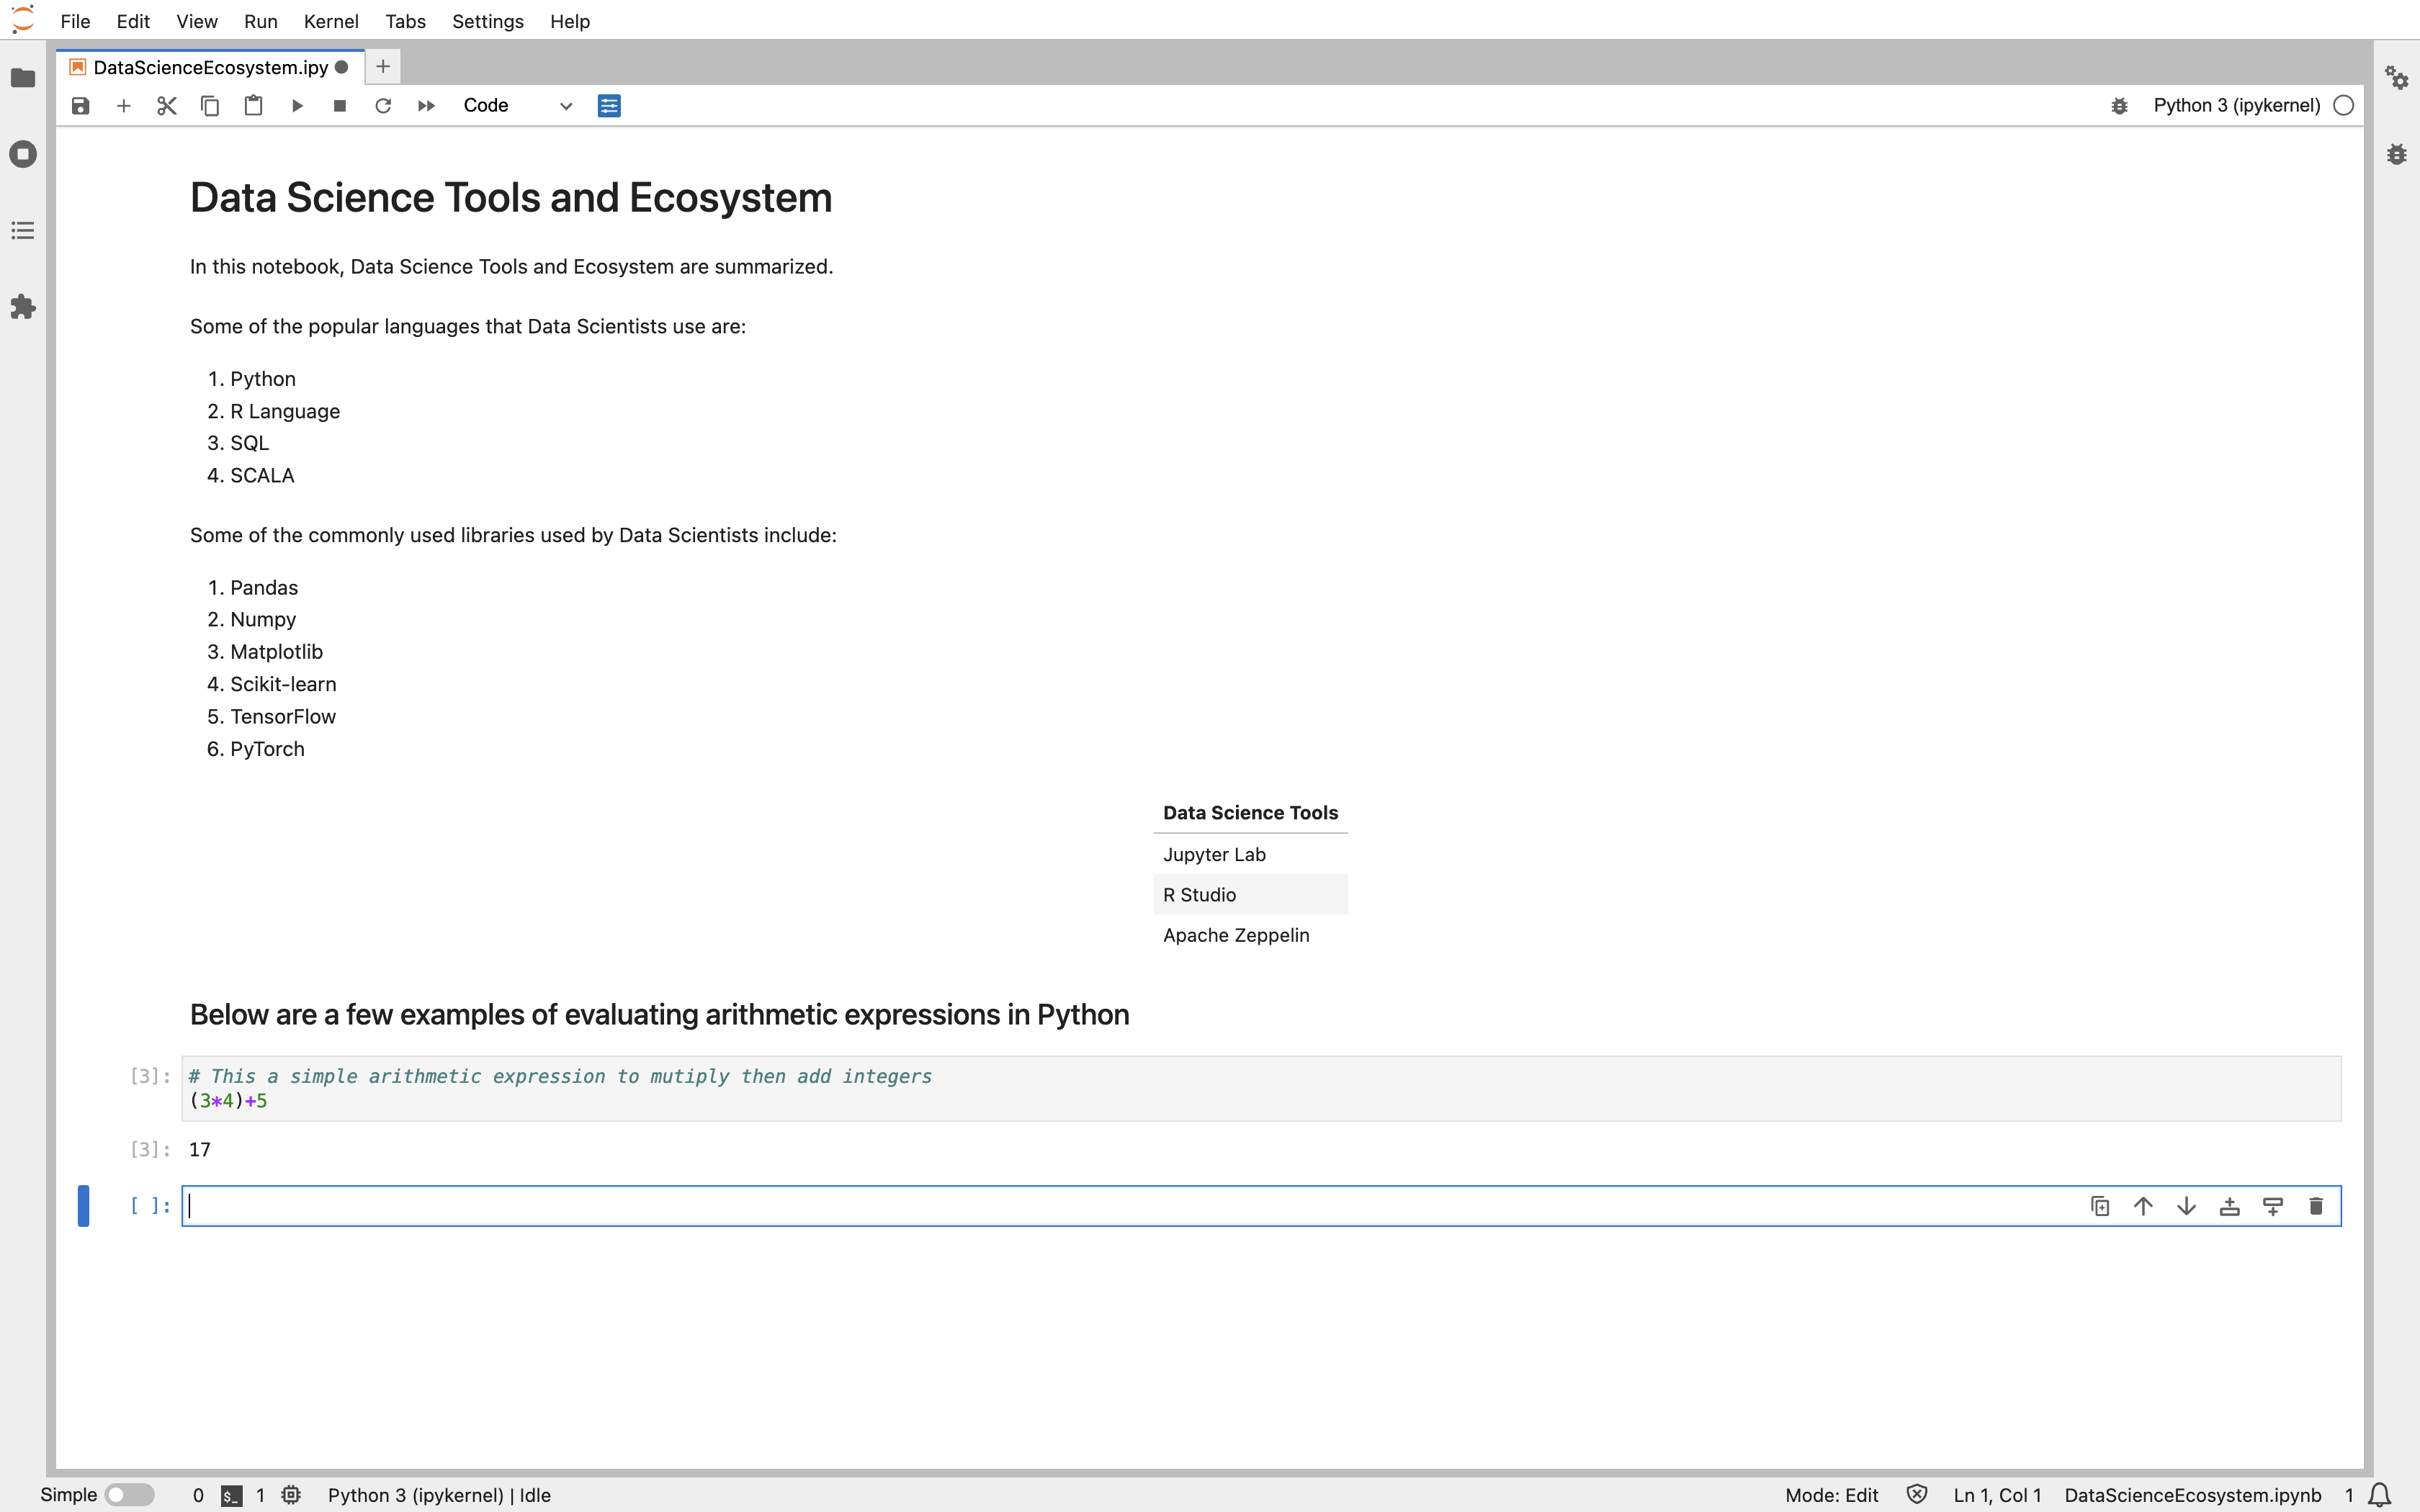 File Edit View Run Kernel Tabs Settings Help
DataScienceEcosystem.ipy
Code
Python 3 (ipykernel)
Data Science Tools and Ecosystem
In this notebook, Data Science Tools and Ecosystem are summarized.
Some of the popular languages that Data Scientists use are:
1. Python
2. R Language
3. SQL
4. SCALA
Some of the commonly used libraries used by Data Scientists include:
1. Pandas
2. Numpy
3. Matplotlib
4. Scikit-learn
5. TensorFlow
6. PyTorch
Data Science Tools
Jupyter Lab
R Studio
Apache Zeppelin
Below are a few examples of evaluating arithmetic expressions in Python
[3]: # This a simple arithmetic expression to mutiply then add integers
(3*4)+5
[3]: 17
[ ]:
Simple 0 $_ 1 Python 3 (ipykernel) | Idle Mode: Edit Ln 1, Col 1 DataScienceEcosystem.ipynb 1